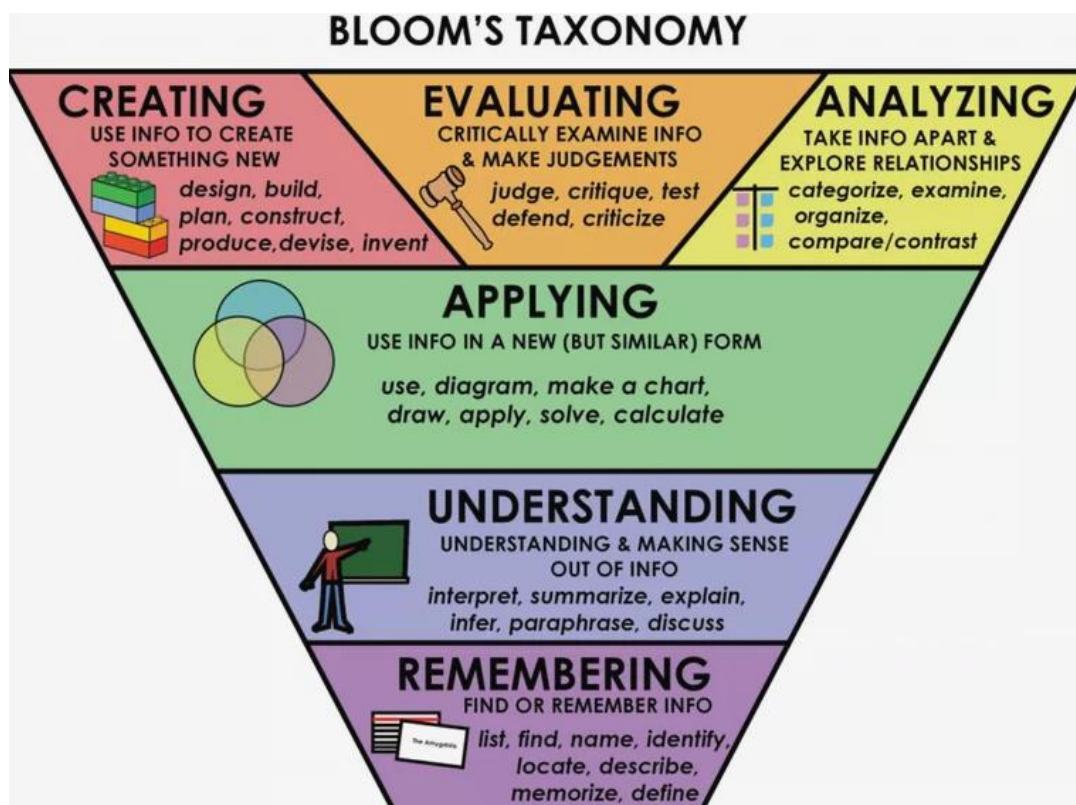 BLOOM'S TAXONOMY
CREATING
USE INFO TO CREATE
SOMETHING NEW
design, build,
plan, construct,
produce,devise, invent
EVALUATING
CRITICALLY EXAMINE INFO
& MAKE JUDGEMENTS
judge, critique, test
defend, criticize
ANALYZING
TAKE INFO APART &
EXPLORE RELATIONSHIPS
categorize, examine,
organize,
compare/contrast
APPLYING
USE INFO IN A NEW (BUT SIMILAR) FORM
use, diagram, make a chart,
draw, apply, solve, calculate
UNDERSTANDING
UNDERSTANDING & MAKING SENSE
OUT OF INFO
interpret, summarize, explain,
infer, paraphrase, discuss
REMEMBERING
FIND OR REMEMBER INFO
The Amygdala
list, find, name, identify,
locate, describe,
memorize, define